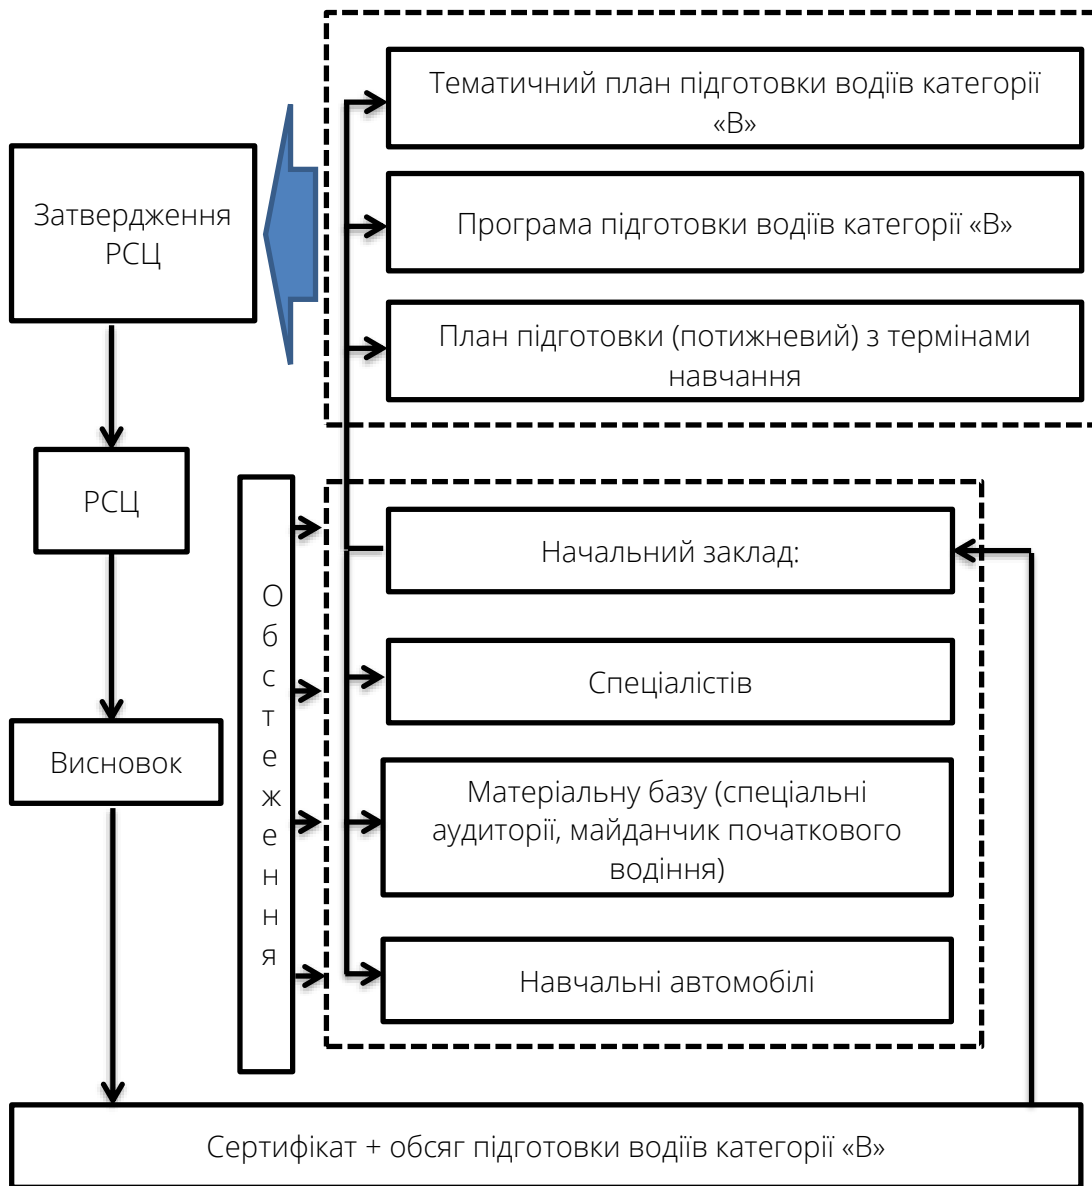 Тематичний план підготовки водіїв категорії
«В»
Затвердження
РСЦ
Програма підготовки водіїв категорії «В»
План підготовки (потижневий) з термінами
навчання
РСЦ
Обстеження
Начальний заклад:
Спеціалістів
Висновок
Матеріальну базу (спеціальні
аудиторії, майданчик початкового
водіння)
Навчальні автомобілі
Сертифікат + обсяг підготовки водіїв категорії «В»